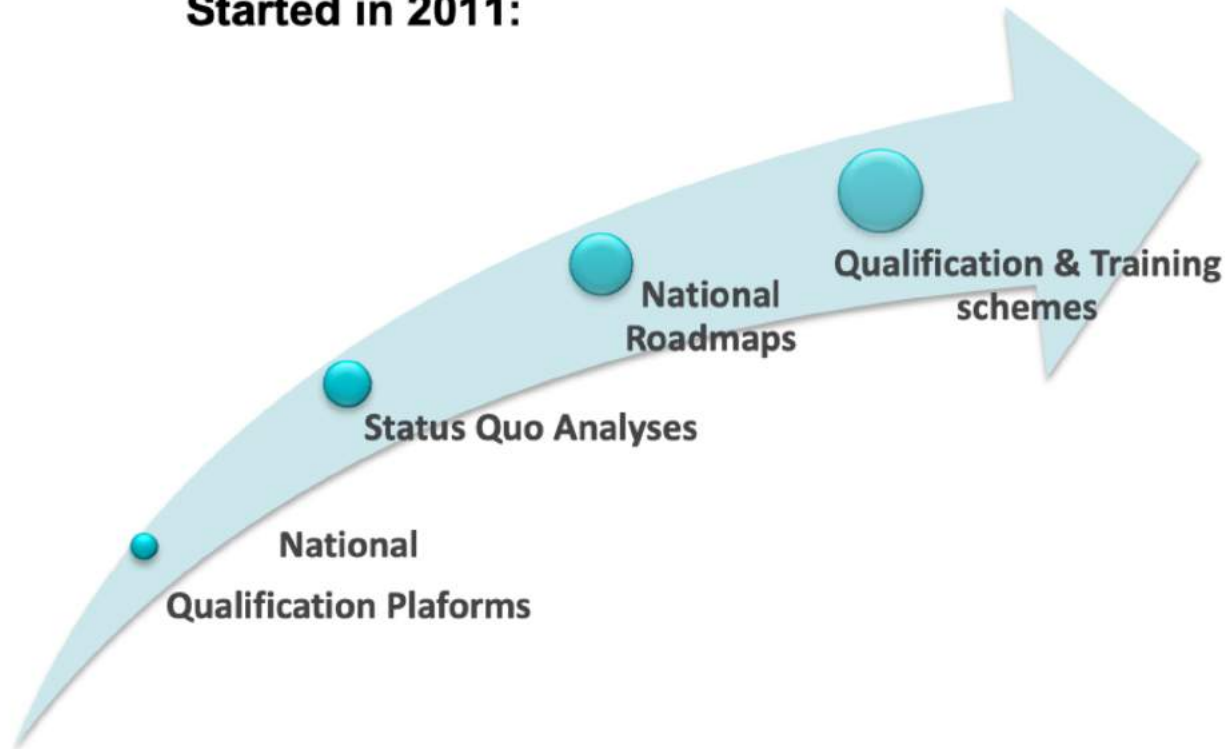 Started in 2011:
Qualification & Training
schemes
National
Roadmaps
Status Quo Analyses
National
Qualification Plaforms